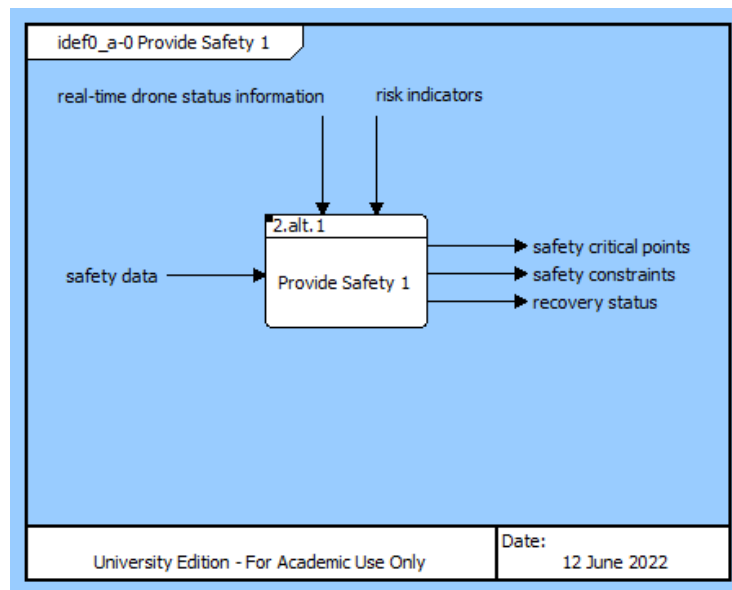 idef0_a-0 Provide Safety 1
real-time drone status information
risk indicators
2.alt.1
Provide Safety 1
safety data
safety critical points
safety constraints
recovery status
University Edition - For Academic Use Only
Date:
12 June 2022